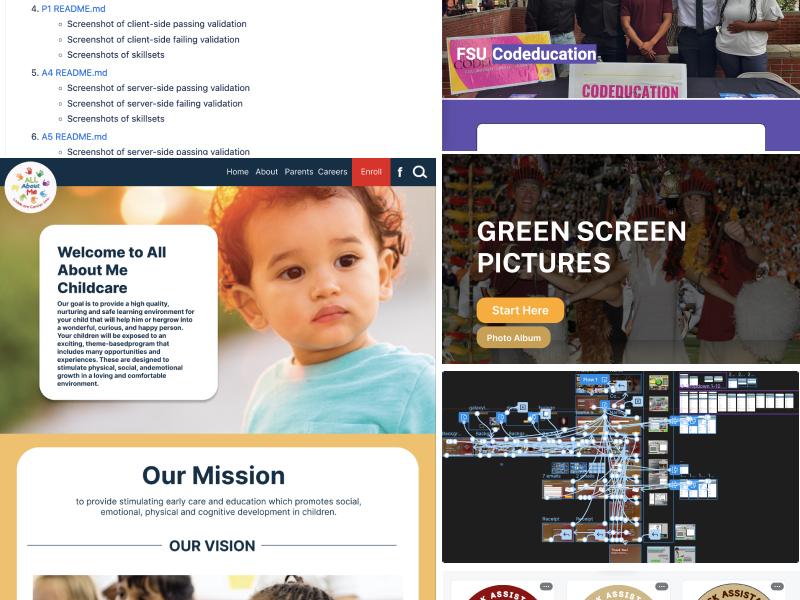 4. P1 README.md
Screenshot of client-side passing validation
Screenshot of client-side failing validation
Screenshots of skillsets
5. A4 README.md
Screenshot of server-side passing validation
Screenshot of server-side failing validation
Screenshots of skillsets
6. A5 README.md
Screenshot of server-side passing validation
Home About Parents Careers Enroll f
ALL
About
Me
Welcome to All
About Me
Childcare
Our goal is to provide a high quality,
nurturing and safe learning environment for
your child that will help him or hergrow into
a wonderful, curious, and happy person.
Your children will be exposed to an
exciting, theme-basedprogram that
includes many opportunities and
experiences. These are designed to
stimulate physical, social, andemotional
growth in a loving and comfortable
environment.
Our Mission
to provide stimulating early care and education which promotes social,
emotional, physical and cognitive development in children.
OUR VISION
FSU Codeducation
CODEDUCATION
GREEN SCREEN
PICTURES
Start Here
Photo Album
Flow 1
Receipt
Receipt
K ASSISTA
K ASSISTA
CK ASSISTA